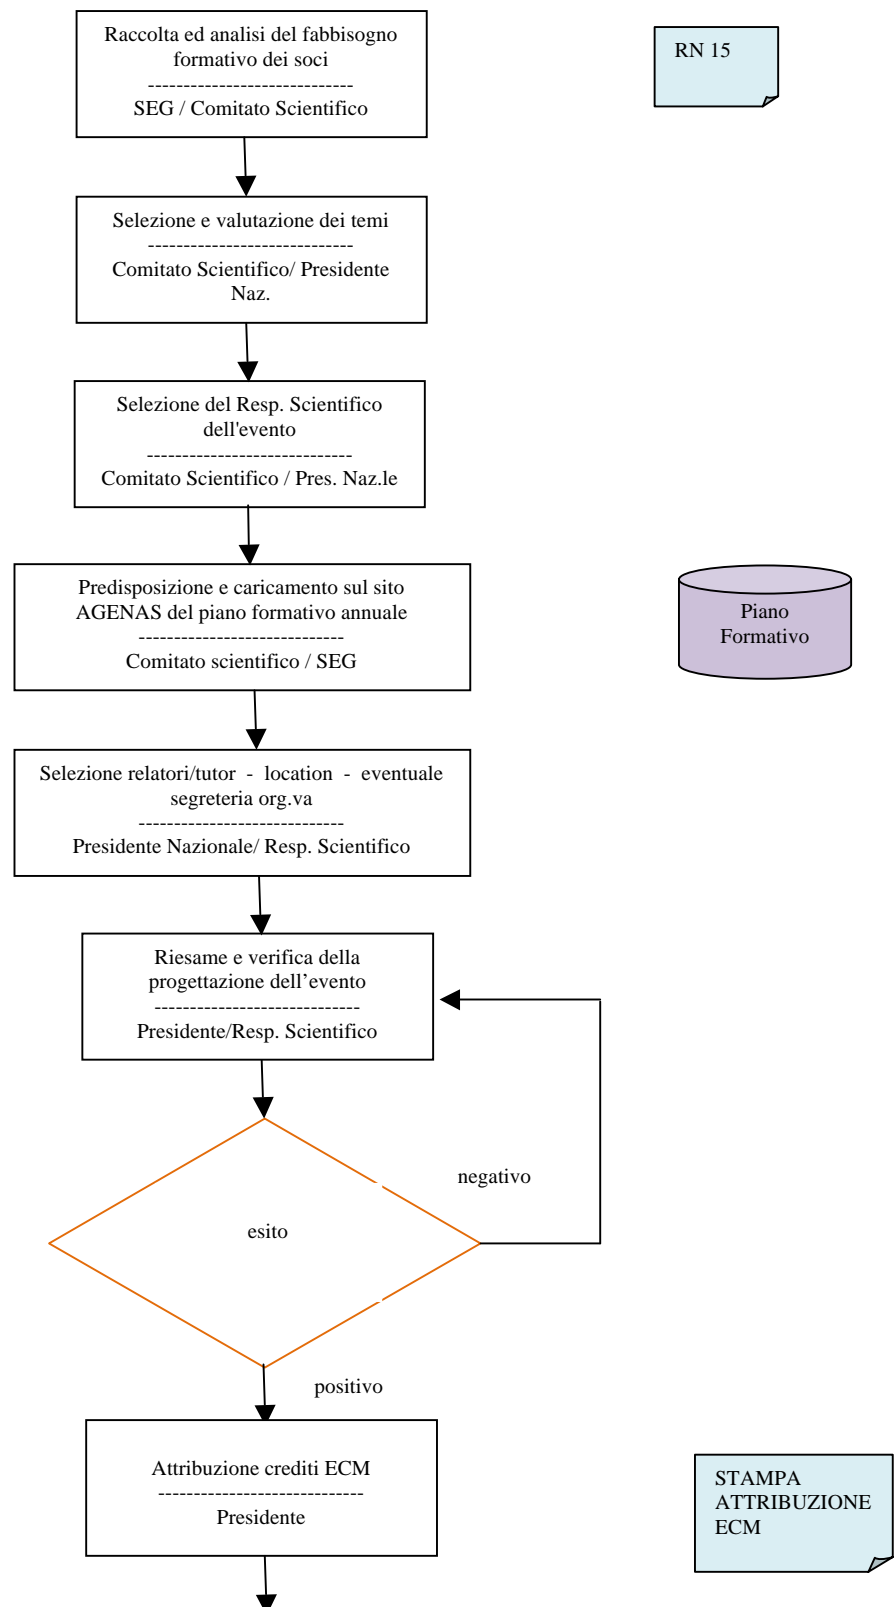 Raccolta ed analisi del fabbisogno
formativo dei soci
-----------------------------
SEG / Comitato Scientifico
RN 15
Selezione e valutazione dei temi
-----------------------------
Comitato Scientifico/ Presidente
Naz.
Selezione del Resp. Scientifico
dell'evento
-----------------------------
Comitato Scientifico / Pres. Naz.le
Predisposizione e caricamento sul sito
AGENAS del piano formativo annuale
-----------------------------
Comitato scientifico / SEG
Piano
Formativo
Selezione relatori/tutor - location - eventuale
segreteria org.va
-----------------------------
Presidente Nazionale/ Resp. Scientifico
Riesame e verifica della
progettazione dell’evento
-----------------------------
Presidente/Resp. Scientifico
negativo
esito
positivo
Attribuzione crediti ECM
-----------------------------
Presidente
STAMPA
ATTRIBUZIONE
ECM